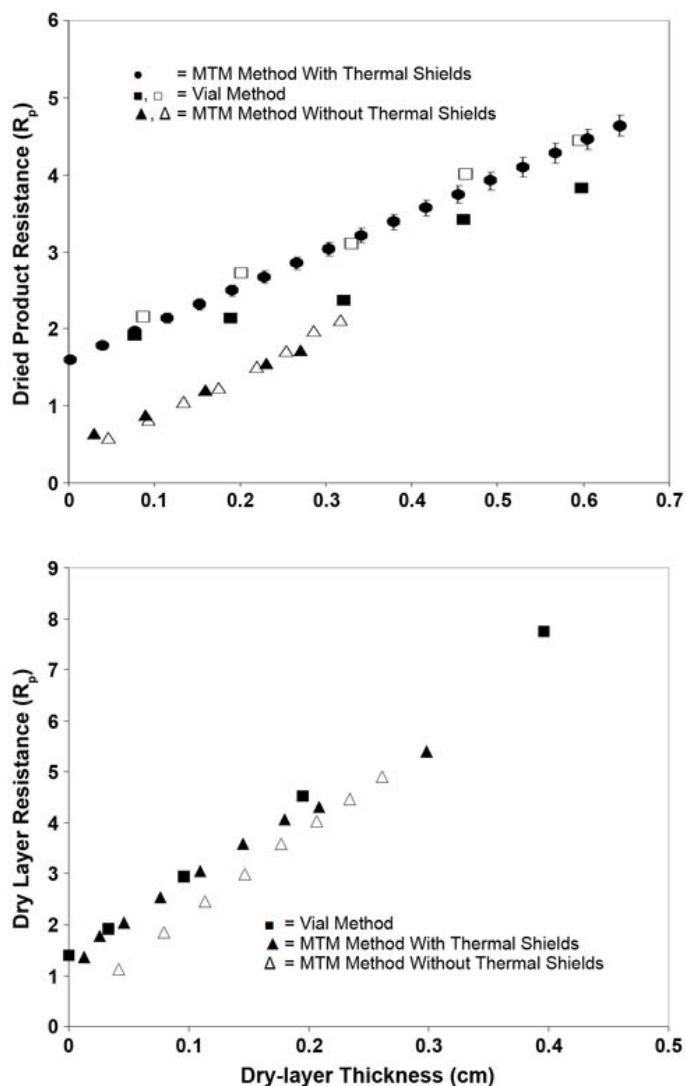 6
● = MTM Method With Thermal Shields
■, □ = Vial Method
▲, △ = MTM Method Without Thermal Shields
5
4
3
2
1
0
Dried Product Resistance (Rp)
0 0.1 0.2 0.3 0.4 0.5 0.6 0.7
9
8
7
6
5
4
3
2
1
0
Dry Layer Resistance (Rp)
■ = Vial Method
▲ = MTM Method With Thermal Shields
△ = MTM Method Without Thermal Shields
0 0.1 0.2 0.3 0.4 0.5
Dry-layer Thickness (cm)